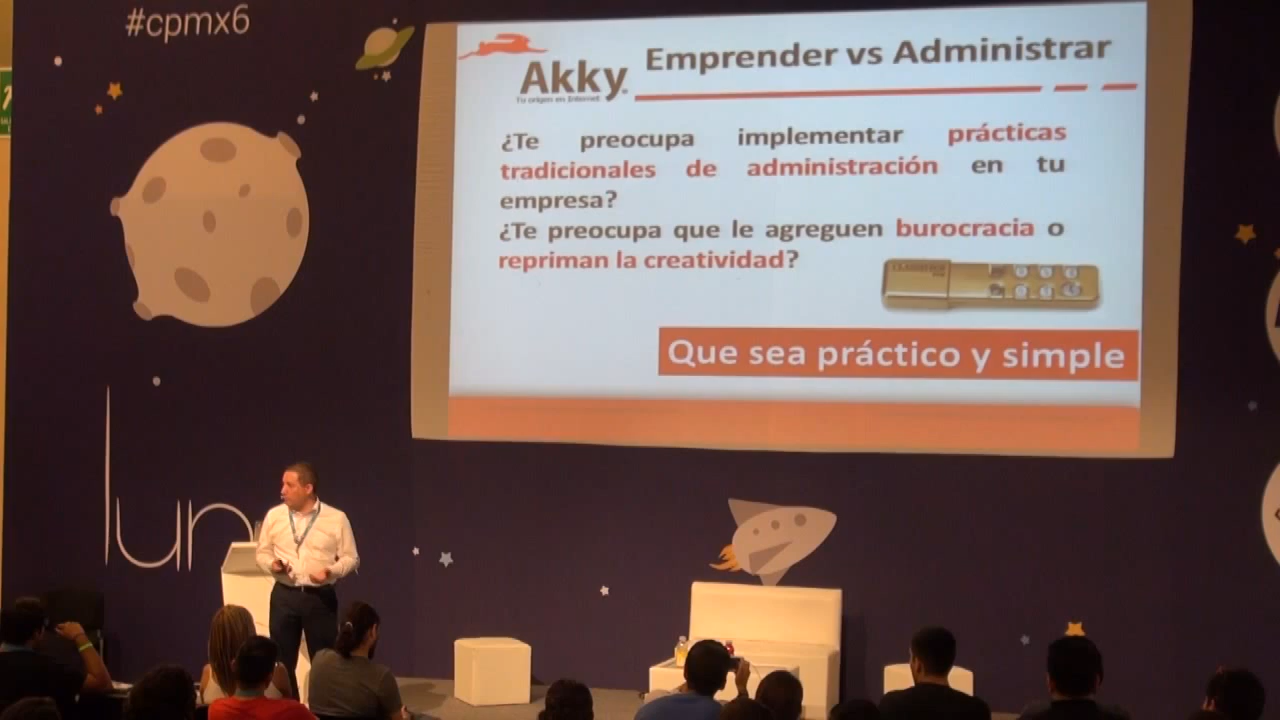 #cpmx6
Akky
Tu origen en Internet
Emprender vs Administrar
¿Te preocupa implementar prácticas
tradicionales de administración en tu
empresa?
¿Te preocupa que le agreguen burocracia o
repriman la creatividad?
Que sea práctico y simple
lun